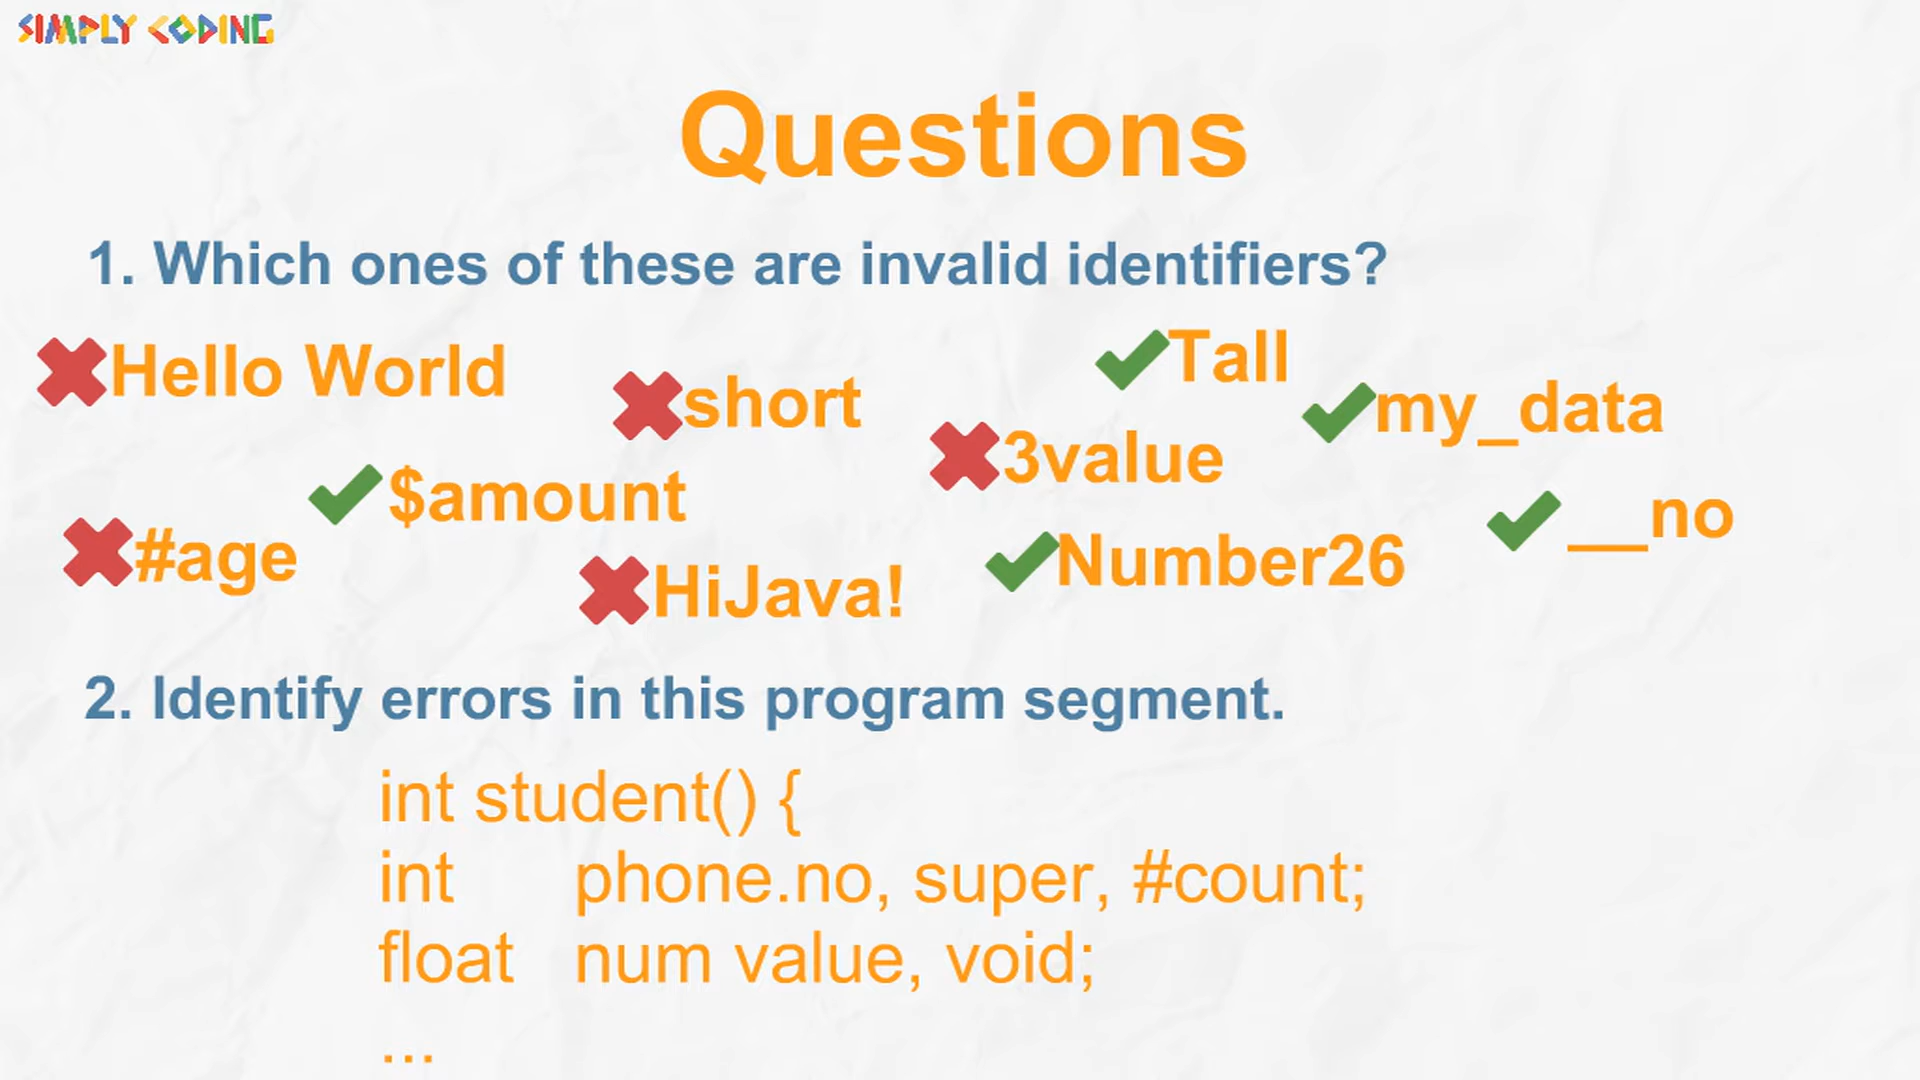 SIMPLY CODING
Questions
1. Which ones of these are invalid identifiers?
Hello World
short
Tall
my_data
3value
$amount
__no
#age
HiJava!
Number26
2. Identify errors in this program segment.
int student() {
int phone.no, super, #count;
float num value, void;
...